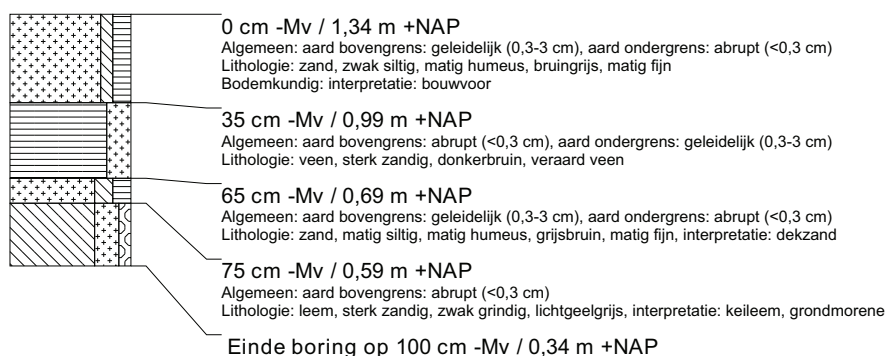 0 cm -Mv / 1,34 m +NAP
Algemeen: aard bovengrens: geleidelijk (0,3-3 cm), aard ondergrens: abrupt (<0,3 cm)
Lithologie: zand, zwak siltig, matig humeus, bruingrijs, matig fijn
Bodemkundig: interpretatie: bouwvoor
35 cm -Mv / 0,99 m +NAP
Algemeen: aard bovengrens: abrupt (<0,3 cm), aard ondergrens: geleidelijk (0,3-3 cm)
Lithologie: veen, sterk zandig, donkerbruin, veraard veen
65 cm -Mv / 0,69 m +NAP
Algemeen: aard bovengrens: geleidelijk (0,3-3 cm), aard ondergrens: abrupt (<0,3 cm)
Lithologie: zand, matig siltig, matig humeus, grijsbruin, matig fijn, interpretatie: dekzand
75 cm -Mv / 0,59 m +NAP
Algemeen: aard bovengrens: abrupt (<0,3 cm)
Lithologie: leem, sterk zandig, zwak grindig, lichtgeelgrijs, interpretatie: keileem, grondmorene
Einde boring op 100 cm -Mv / 0,34 m +NAP